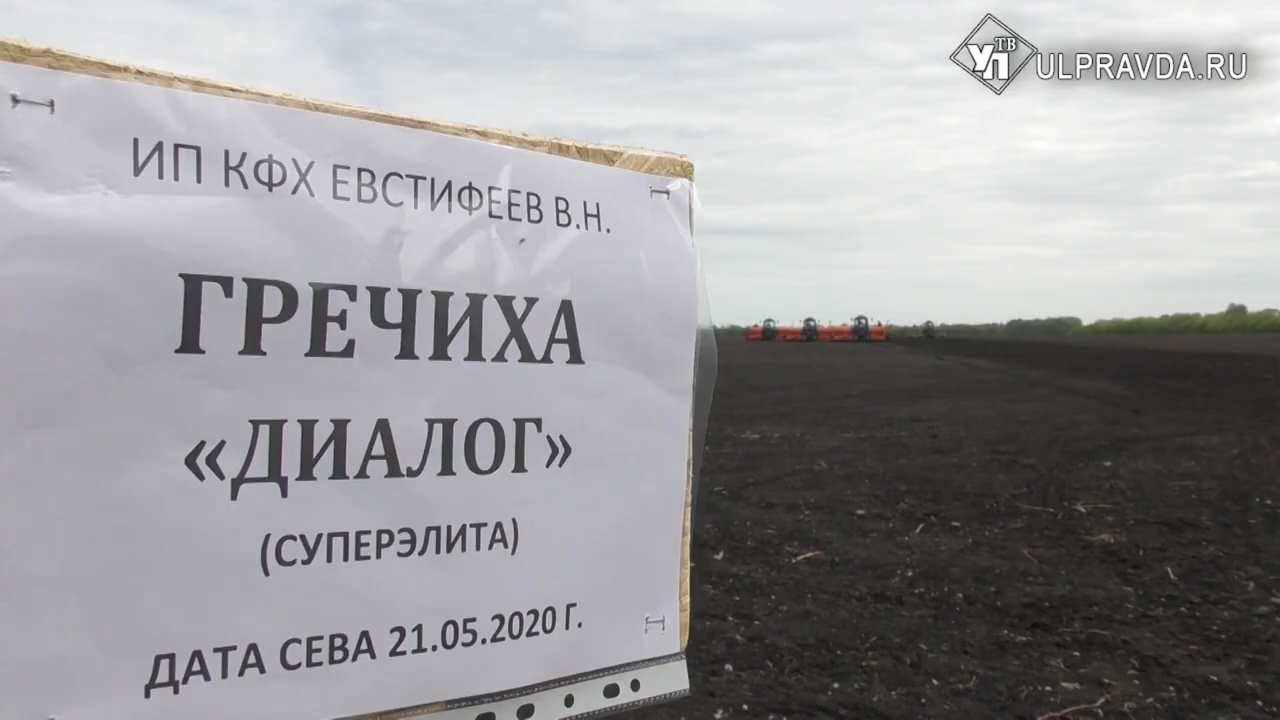 УП ТВ ULPRAVDA.RU
ИП КФХ ЕВСТИФЕЕВ В.Н.
ГРЕЧИХА
«ДИАЛОГ»
(СУПЕРЭЛИТА)
ДАТА СЕВА 21.05.2020 Г.